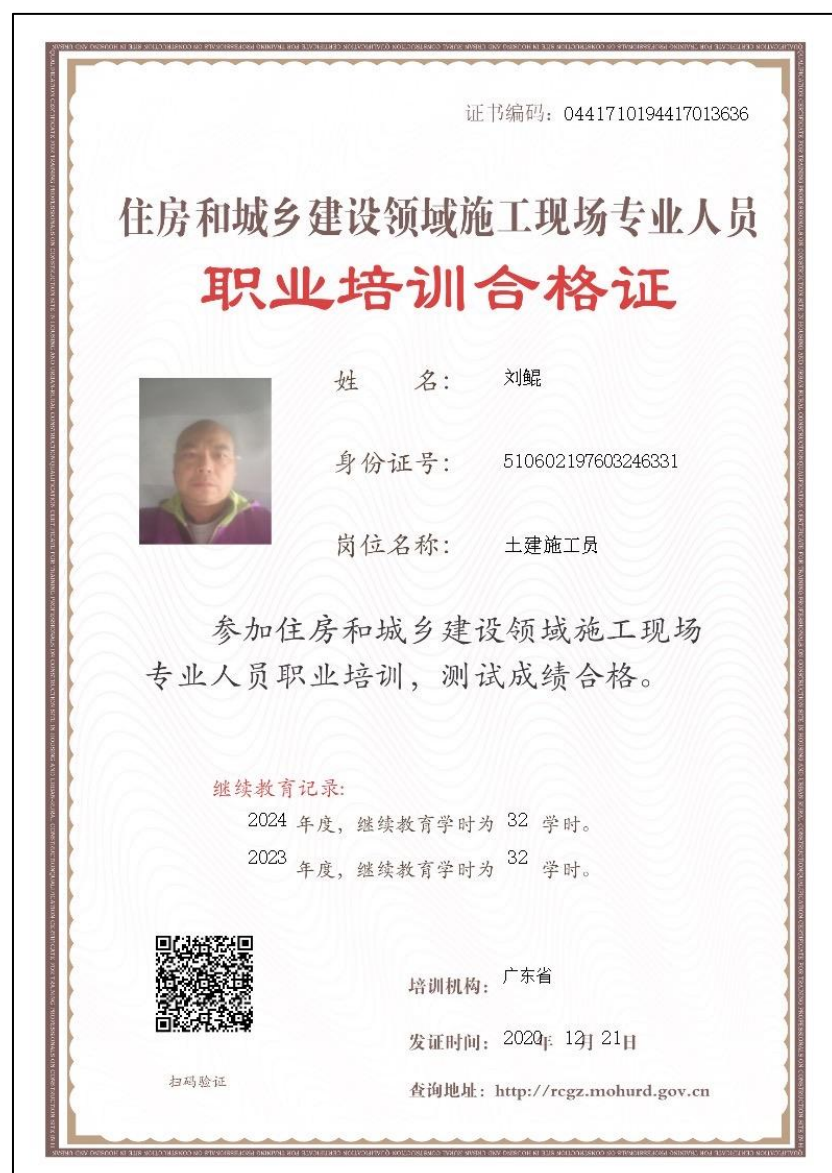 证书编码：0441710194417013636
住房和城乡建设领域施工现场专业人员
职业培训合格证
姓 名： 刘鲲
身份证号： 510602197603246331
岗位名称： 土建施工员
参加住房和城乡建设领域施工现场
专业人员职业培训，测试成绩合格。
继续教育记录:
2024 年度，继续教育学时为 32 学时。
2023 年度，继续教育学时为 32 学时。
培训机构： 广东省
发证时间： 2020年 12月 21日
扫码验证
查询地址：http://rcgz.mohurd.gov.cn